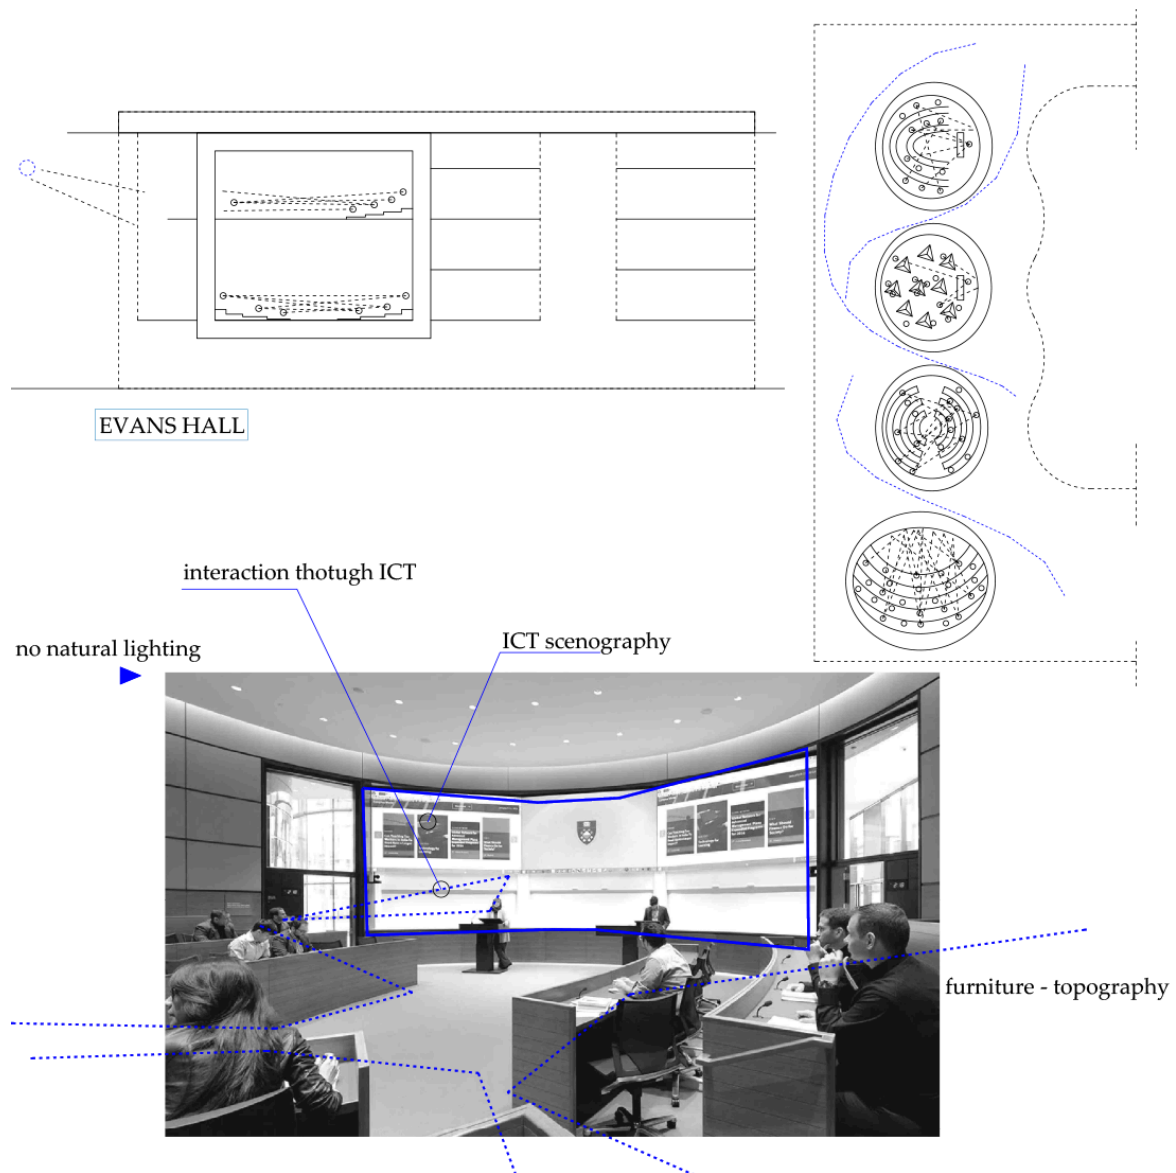 EVANS HALL
interaction thotugh ICT
ICT scenography
no natural lighting
furniture - topography